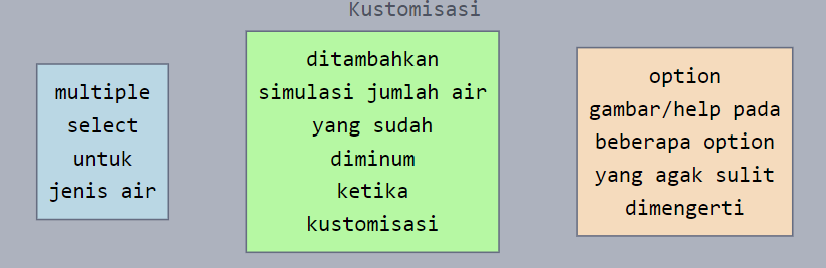 Kustomisasi
multiple
select
untuk
jenis air
ditambahkan
simulasi jumlah air
yang sudah
diminum
ketika
kustomisasi
option
gambar/help pada
beberapa option
yang agak sulit
dimengerti